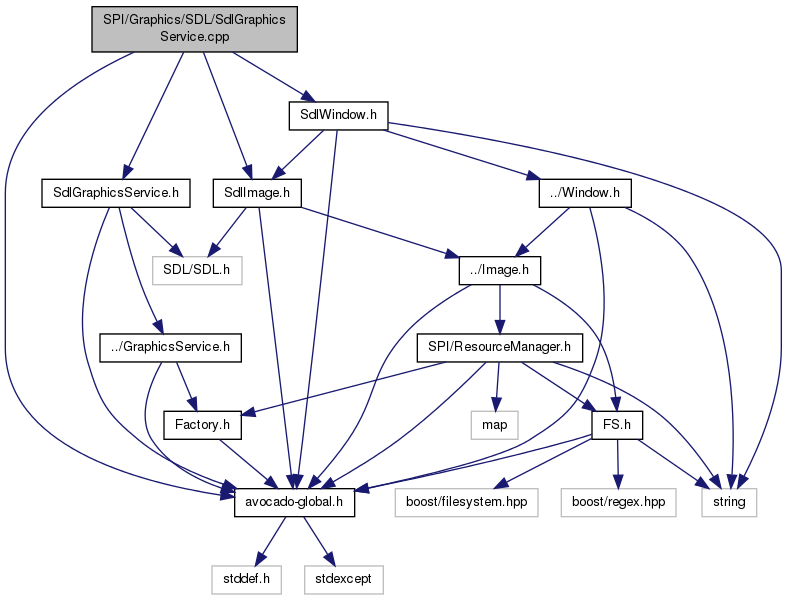 SPI/Graphics/SDL/SdlGraphics
Service.cpp
SdlWindow.h
SdlGraphicsService.h
SdlImage.h
../Window.h
SDL/SDL.h
../Image.h
../GraphicsService.h
SPI/ResourceManager.h
Factory.h
map
FS.h
avocado-global.h
boost/filesystem.hpp
boost/regex.hpp
string
stddef.h
stdexcept